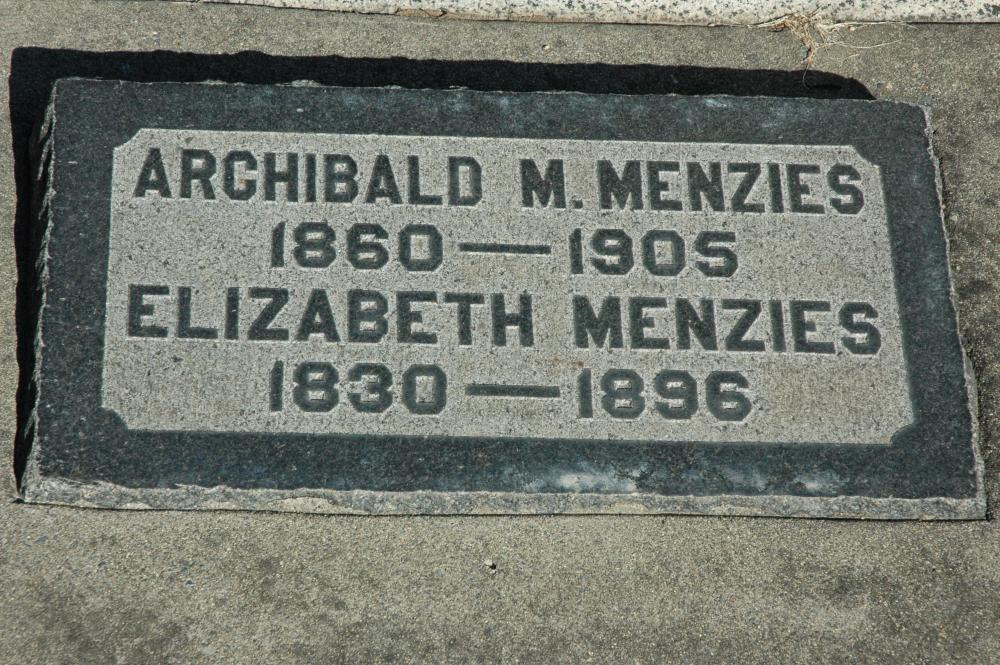 ARCHIBALD M. MENZIES
1860 — 1905
ELIZABETH MENZIES
1830 — 1896